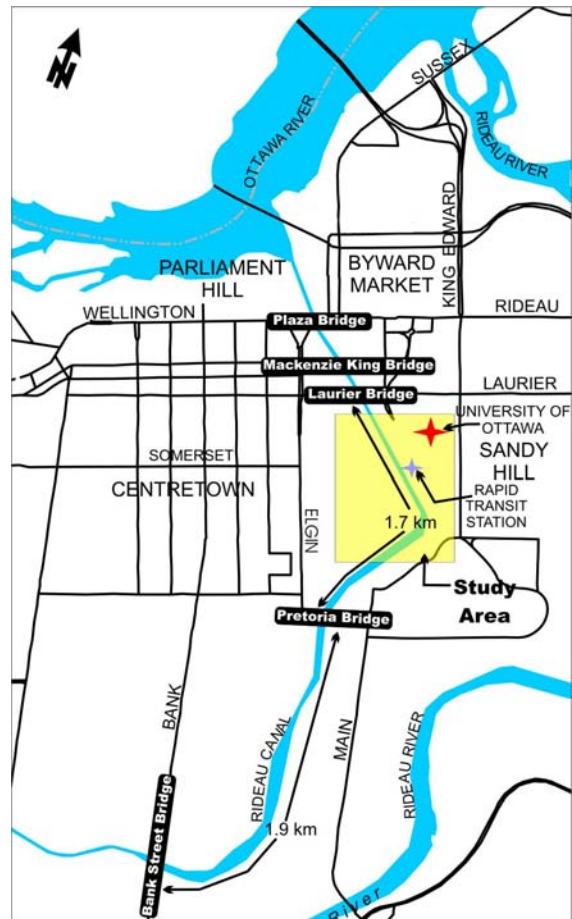 N
SUSSEX
OTTAWA RIVER
RIDEAU RIVER
KING EDWARD
PARLIAMENT
HILL
BYWARD
MARKET
WELLINGTON
RIDEAU
Plaza Bridge
Mackenzie King Bridge
Laurier Bridge
LAURIER
UNIVERSITY OF
OTTAWA
SOMERSET
CENTRETOWN
SANDY
HILL
RAPID
TRANSIT
STATION
ELGIN
1.7 km
Study
Area
Pretoria Bridge
BANK
RIDEAU CANAL
MAIN
RIDEAU RIVER
1.9 km
Bank Street Bridge
River